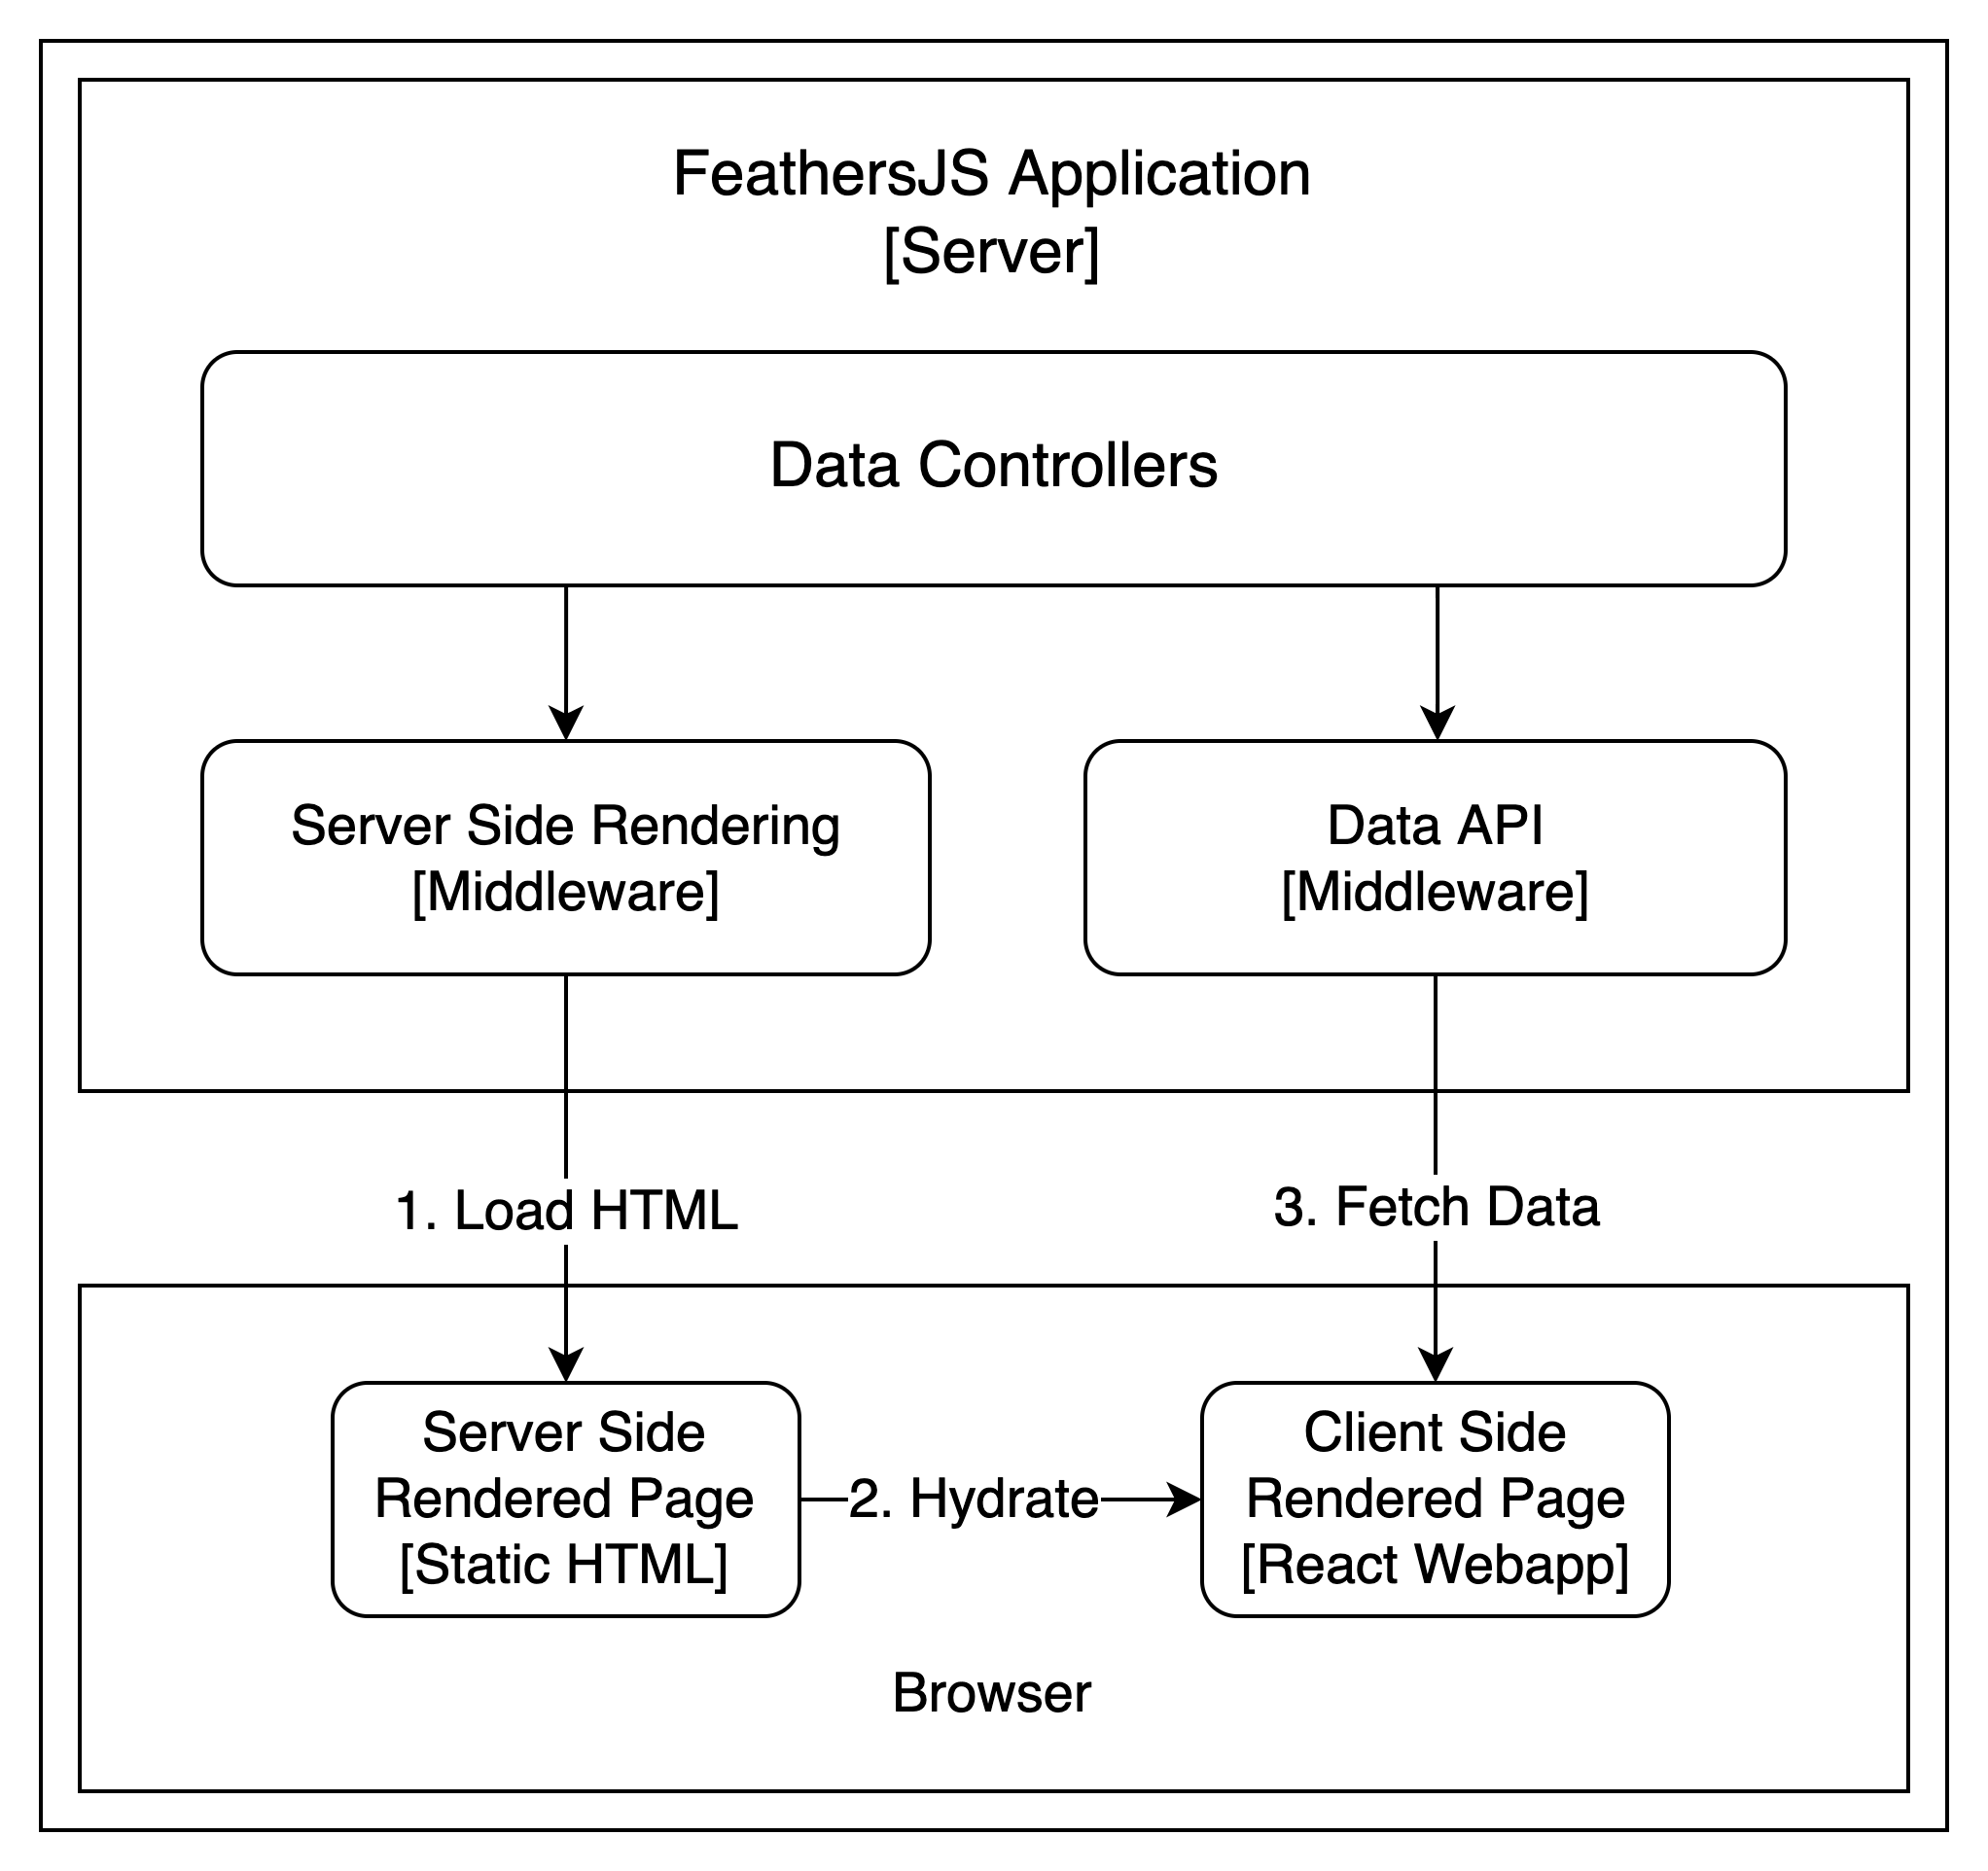 FeathersJS Application
[Server]
Data Controllers
Server Side Rendering
[Middleware]
Data API
[Middleware]
1. Load HTML
3. Fetch Data
Server Side
Rendered Page
[Static HTML]
2. Hydrate
Client Side
Rendered Page
[React Webapp]
Browser